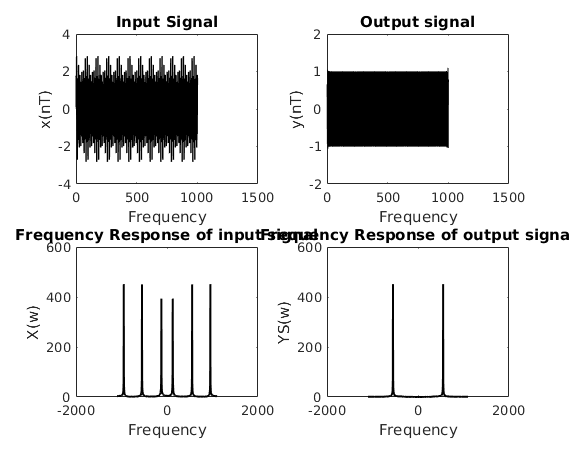 Input Signal
4
2
0
-2
-4
x(nT)
0 500 1000 1500
Frequency
Output signal
2
1
0
-1
-2
y(nT)
0 500 1000 1500
Frequency
Frequency Response of input signal
600
400
200
0
X(w)
-2000 0 2000
Frequency
Frequency Response of output signal
600
400
200
0
YS(w)
-2000 0 2000
Frequency